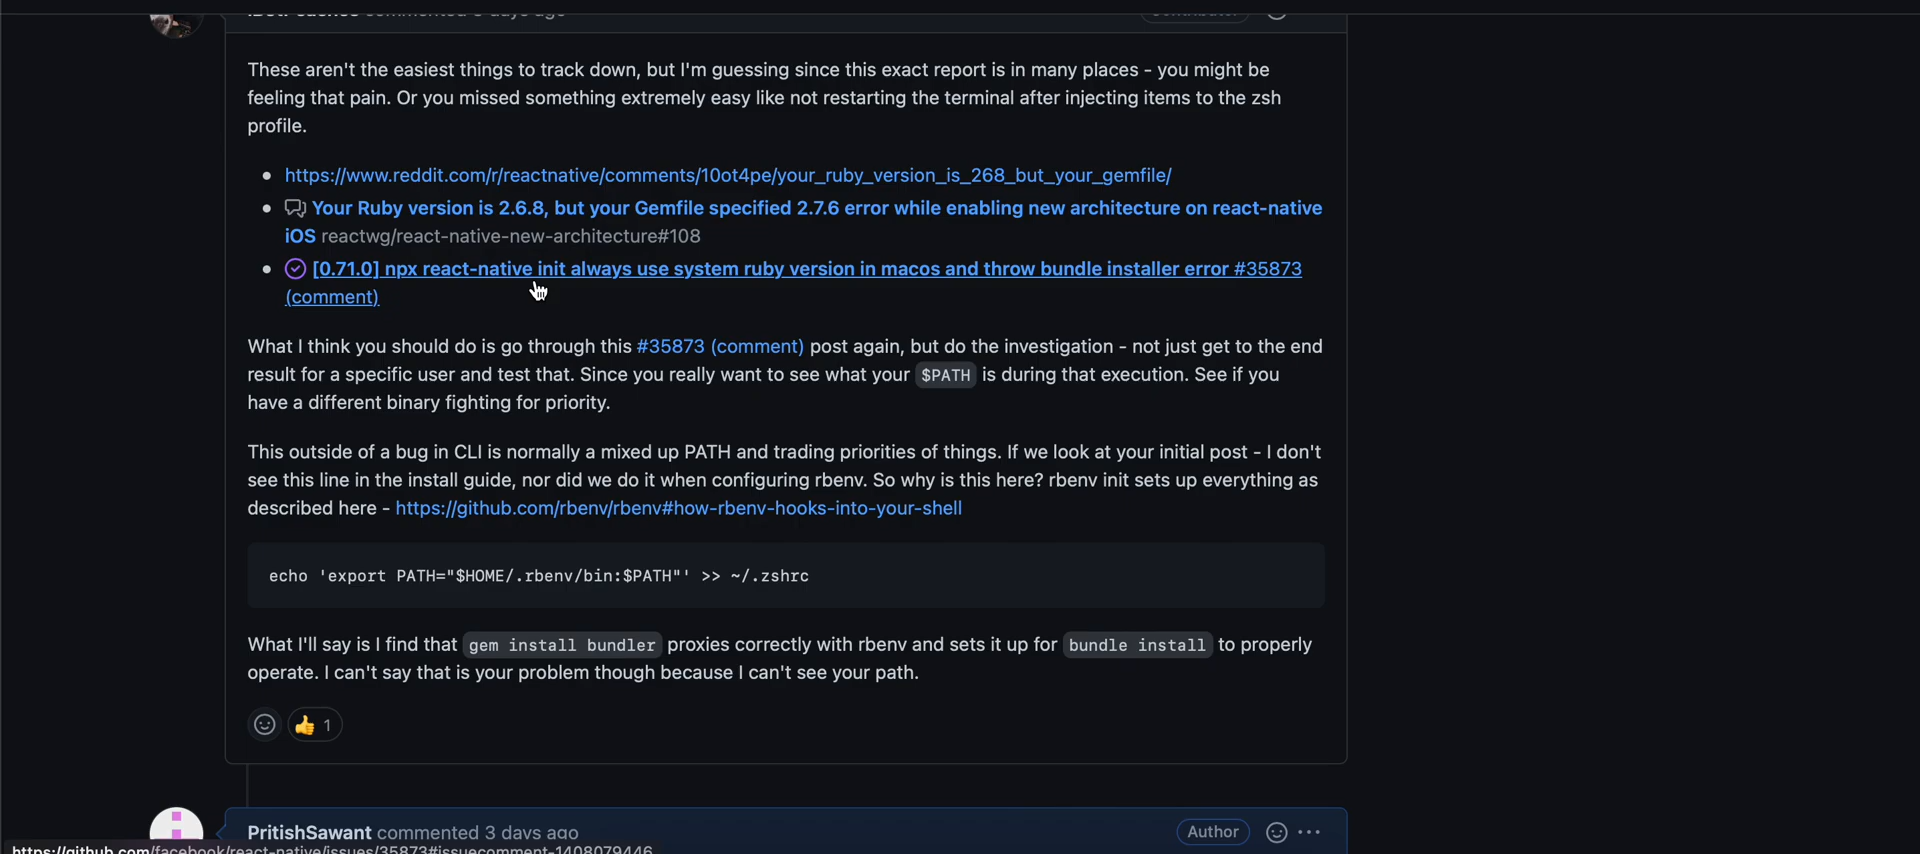 These aren't the easiest things to track down, but I'm guessing since this exact report is in many places - you might be
feeling that pain. Or you missed something extremely easy like not restarting the terminal after injecting items to the zsh
profile.
https://www.reddit.com/r/reactnative/comments/10ot4pe/your_ruby_version_is_268_but_your_gemfile/
Your Ruby version is 2.6.8, but your Gemfile specified 2.7.6 error while enabling new architecture on react-native
iOS reactwg/react-native-new-architecture#108
[0.71.0] npx react-native init always use system ruby version in macos and throw bundle installer error #35873
(comment)
What I think you should do is go through this #35873 (comment) post again, but do the investigation - not just get to the end
result for a specific user and test that. Since you really want to see what your $PATH is during that execution. See if you
have a different binary fighting for priority.
This outside of a bug in CLI is normally a mixed up PATH and trading priorities of things. If we look at your initial post - I don't
see this line in the install guide, nor did we do it when configuring rbenv. So why is this here? rbenv init sets up everything as
described here - https://github.com/rbenv/rbenv#how-rbenv-hooks-into-your-shell
echo 'export PATH="$HOME/.rbenv/bin:$PATH"' >> ~/.zshrc
What I'll say is I find that gem install bundler proxies correctly with rbenv and sets it up for bundle install to properly
operate. I can't say that is your problem though because I can't see your path.
👍 1
PritishSawant commented 3 days ago Author
https://github.com/facebook/react-native/issues/35873#issuecomment-1408079446